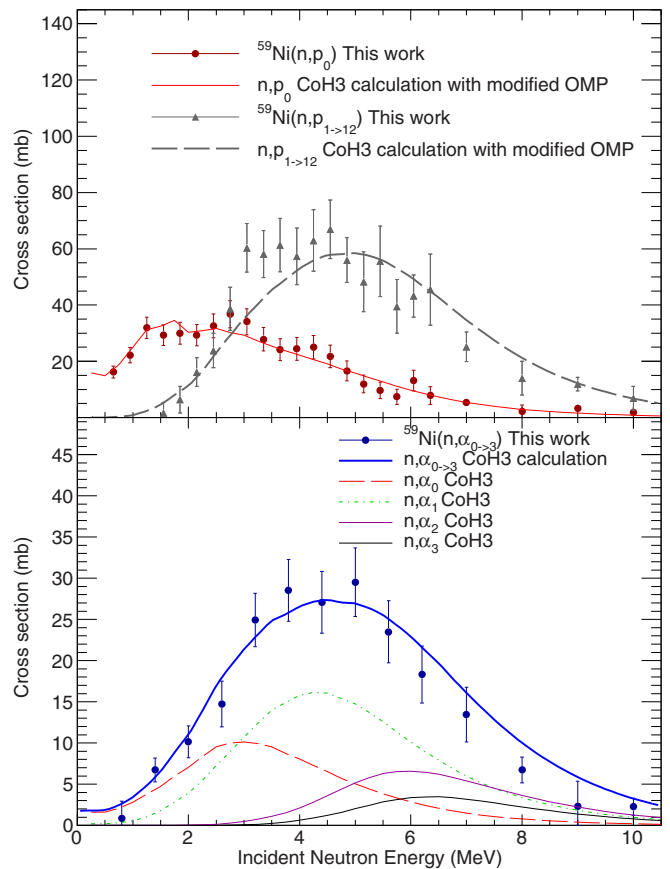 140
120
100
80
60
40
20
Cross section (mb)
59Ni(n,p0) This work
n,p0 CoH3 calculation with modified OMP
59Ni(n,p1->12) This work
n,p1->12 CoH3 calculation with modified OMP
45
40
35
30
25
20
15
10
5
0
Cross section (mb)
59Ni(n,α0->3) This work
n,α0->3 CoH3 calculation
n,α0 CoH3
n,α1 CoH3
n,α2 CoH3
n,α3 CoH3
0 2 4 6 8 10
Incident Neutron Energy (MeV)